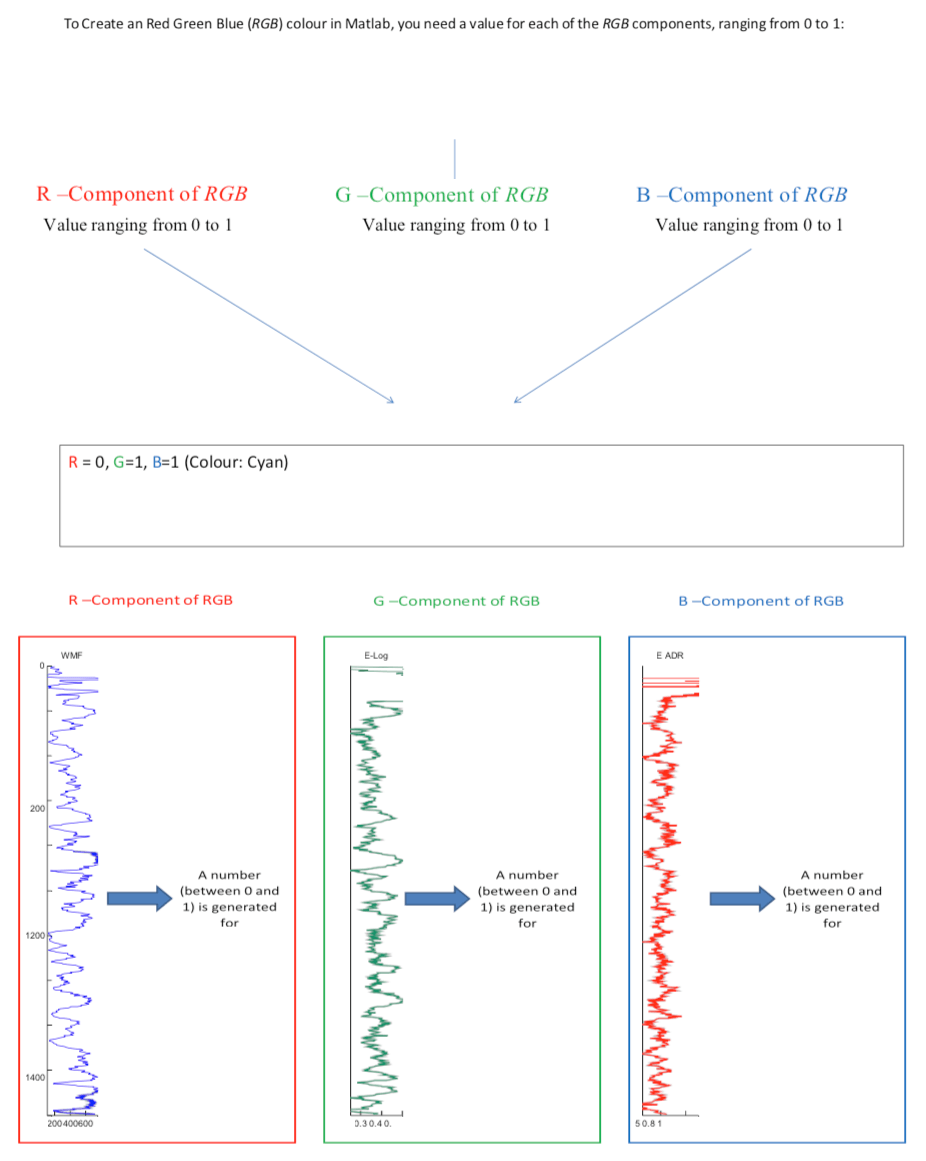 To Create an Red Green Blue (RGB) colour in Matlab, you need a value for each of the RGB components, ranging from 0 to 1:
R –Component of RGB
Value ranging from 0 to 1
G –Component of RGB
Value ranging from 0 to 1
B –Component of RGB
Value ranging from 0 to 1
R = 0, G=1, B=1 (Colour: Cyan)
R –Component of RGB
G –Component of RGB
B –Component of RGB
WMF
0
200
1200
1400
200400600
A number
(between 0 and
1) is generated
for
E-Log
0.3 0.4 0.
A number
(between 0 and
1) is generated
for
E ADR
5 0.8 1
A number
(between 0 and
1) is generated
for